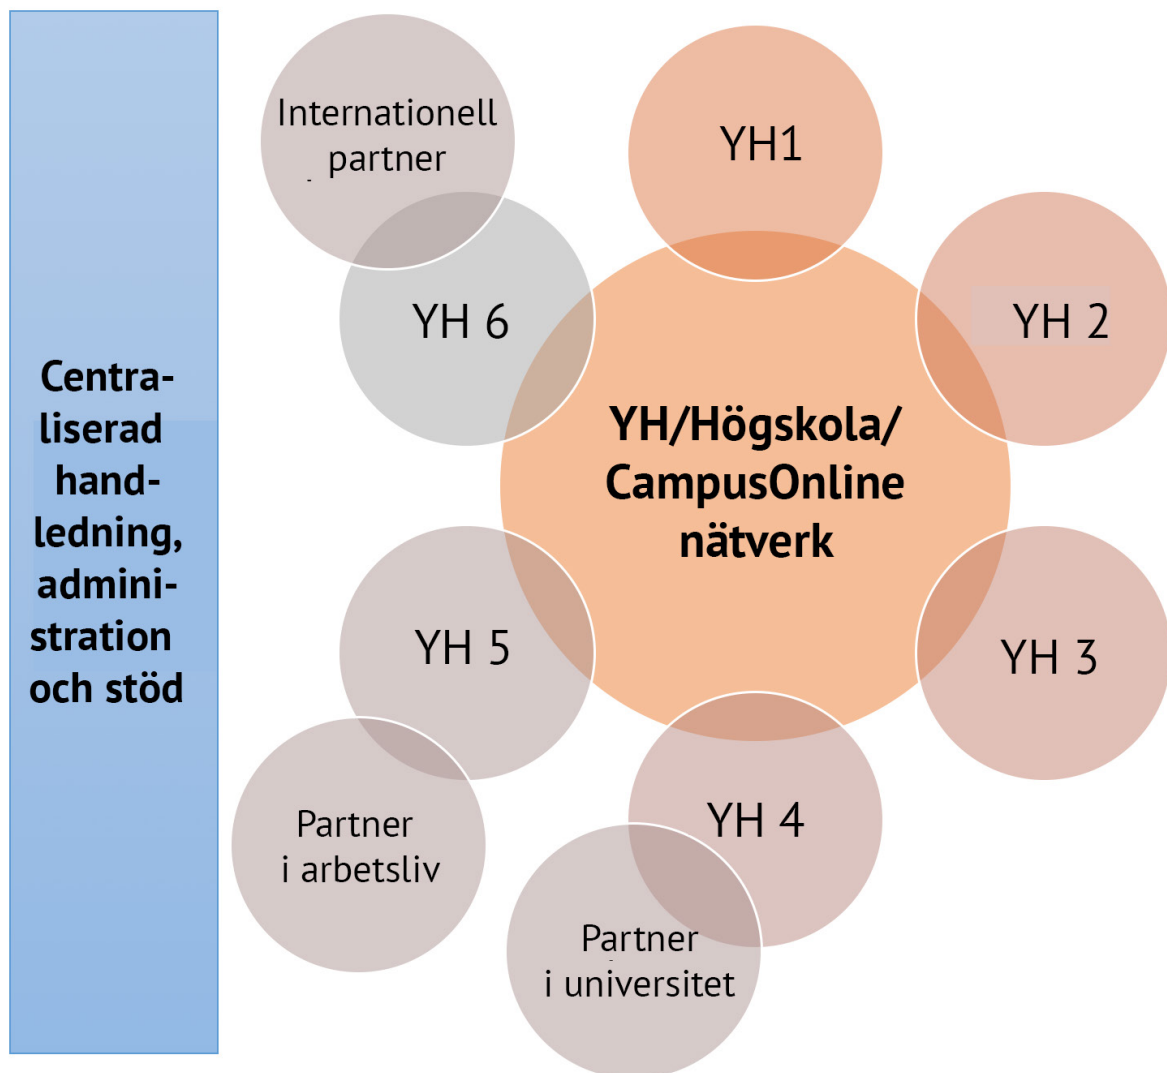 Centra-
liserad
hand-
ledning,
admini-
stration
och stöd
Internationell
partner
YH1
YH 6
YH 2
YH/Högskola/
CampusOnline
nätverk
YH 5
YH 3
YH 4
Partner
i arbetsliv
Partner
i universitet